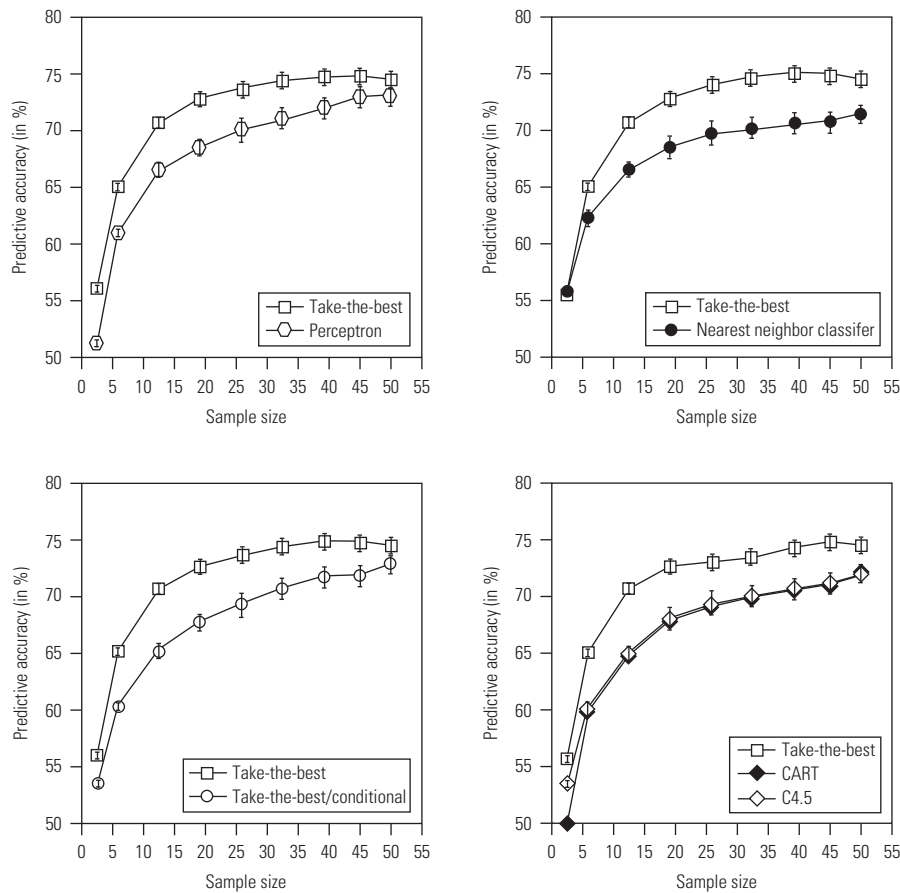 80
75
70
65
60
55
50
Predictive accuracy (in %)
Take-the-best
Perceptron
0 5 10 15 20 25 30 35 40 45 50 55
Sample size
80
75
70
65
60
55
50
Predictive accuracy (in %)
Take-the-best
Nearest neighbor classifer
0 5 10 15 20 25 30 35 40 45 50 55
Sample size
80
75
70
65
60
55
50
Predictive accuracy (in %)
Take-the-best
Take-the-best/conditional
0 5 10 15 20 25 30 35 40 45 50 55
Sample size
80
75
70
65
60
55
50
Predictive accuracy (in %)
Take-the-best
CART
C4.5
0 5 10 15 20 25 30 35 40 45 50 55
Sample size